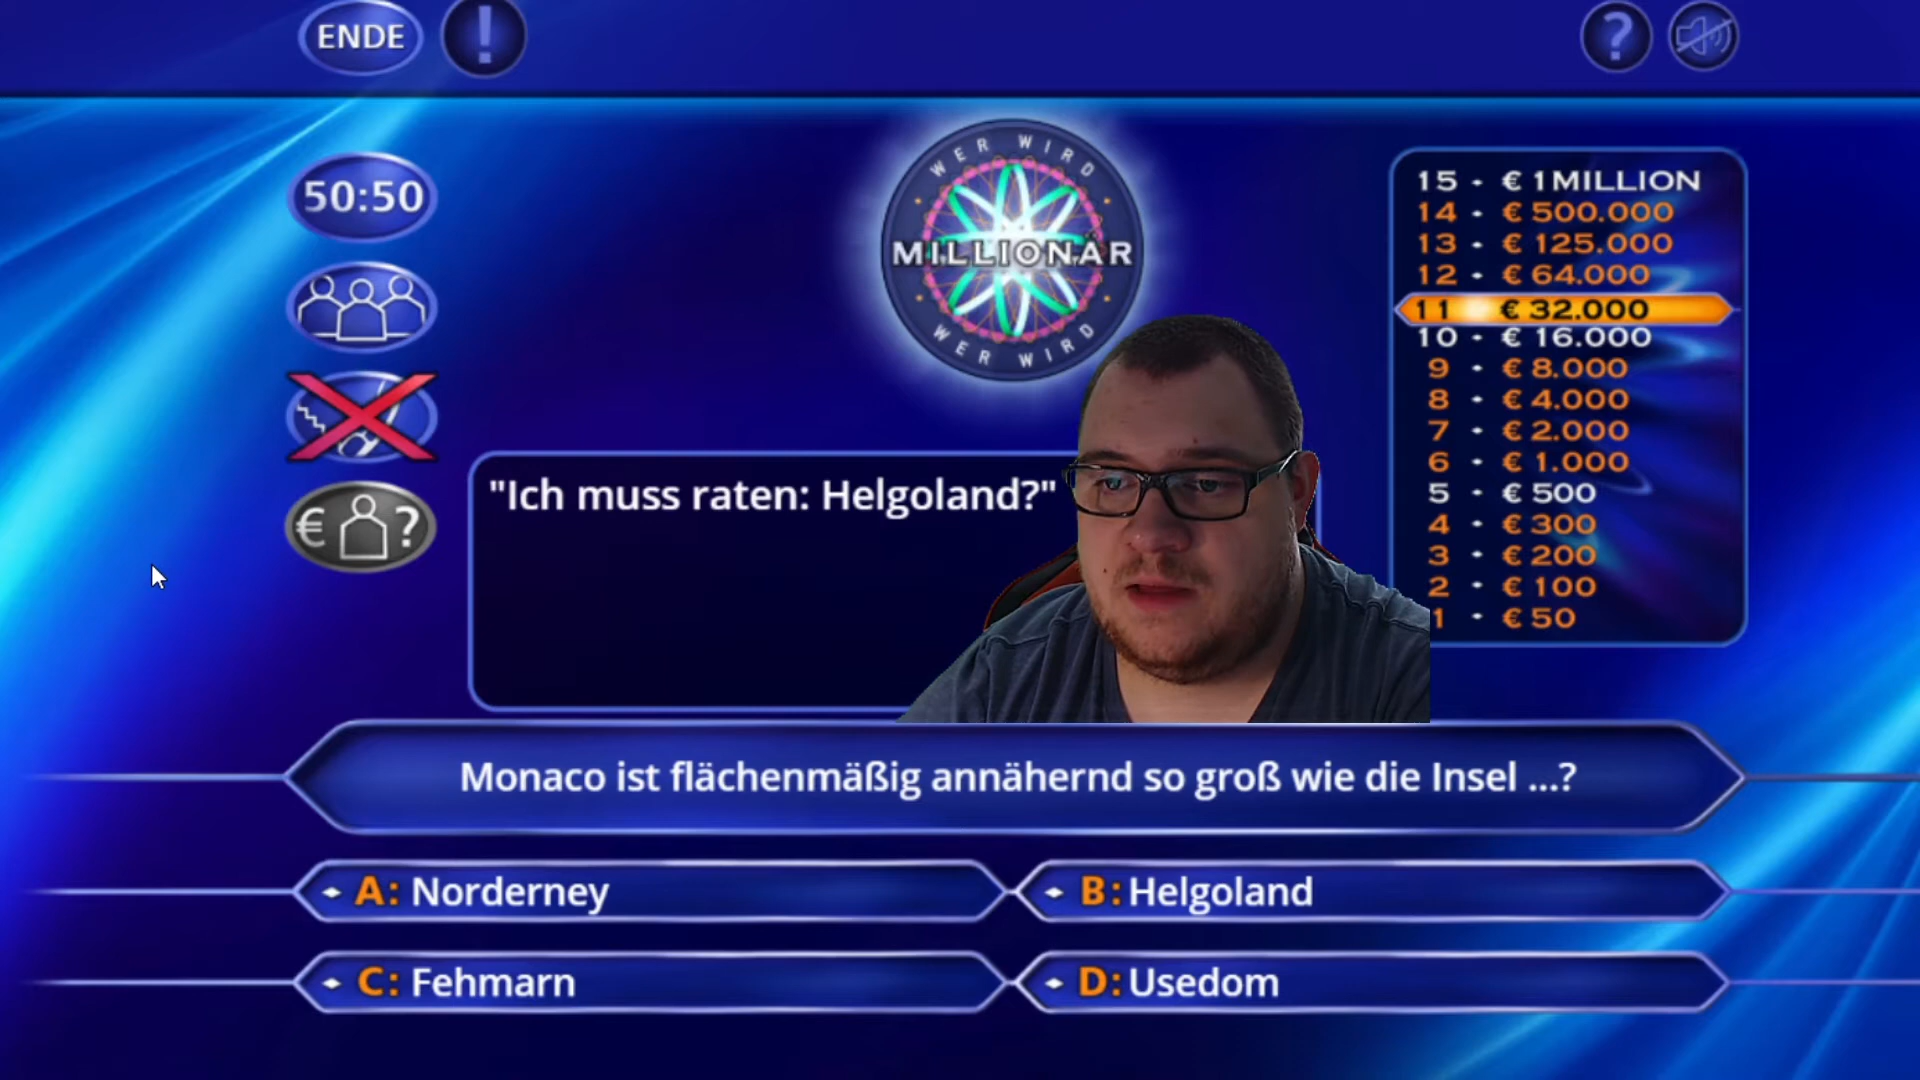 ENDE
!
?
50:50
€ ?
WER WIRD
MILLIONÄR
WER WIRD
15 · € 1 MILLION
14 · € 500.000
13 · € 125.000
12 · € 64.000
11 € 32.000
10 · € 16.000
9 · € 8.000
8 · € 4.000
7 · € 2.000
6 · € 1.000
5 · € 500
4 · € 300
3 · € 200
2 · € 100
1 · € 50
"Ich muss raten: Helgoland?"
Monaco ist flächenmäßig annähernd so groß wie die Insel ...?
A: Norderney
B: Helgoland
C: Fehmarn
D: Usedom